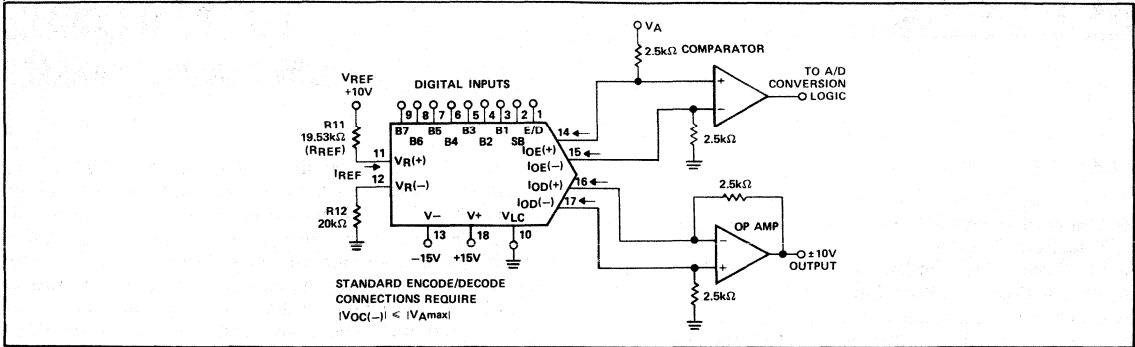 VA
2.5kΩ COMPARATOR
TO A/D
CONVERSION
LOGIC
+
−
2.5kΩ
VREF
+10V
DIGITAL INPUTS
9 8 7 6 5 4 3 2 1
B7 B5 B3 B1 E/D
B6 B4 B2 SB
R11
19.53kΩ
(RREF)
11
VR(+)
IREF
12
VR(−)
R12
20kΩ
14
IOE(+)
15
IOE(−)
IOD(+)
16
IOD(−)
17
V− V+ VLC
13 18 10
−15V +15V
2.5kΩ
OP AMP
−
+
±10V
OUTPUT
2.5kΩ
STANDARD ENCODE/DECODE
CONNECTIONS REQUIRE
|VOC(−)| ≤ |VAmax|